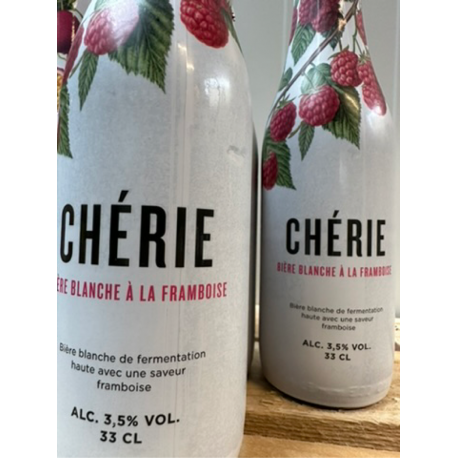 CHÉRIE
ÈRE BLANCHE À LA FRAMBOISE
Bière blanche de fermentation
haute avec une saveur
framboise
ALC. 3,5% VOL.
33 CL
CHÉRIE
BIÈRE BLANCHE À LA FRAMBOISE
Bière blanche de fermentation
haute avec une saveur
framboise
ALC. 3,5% VOL.
33 CL